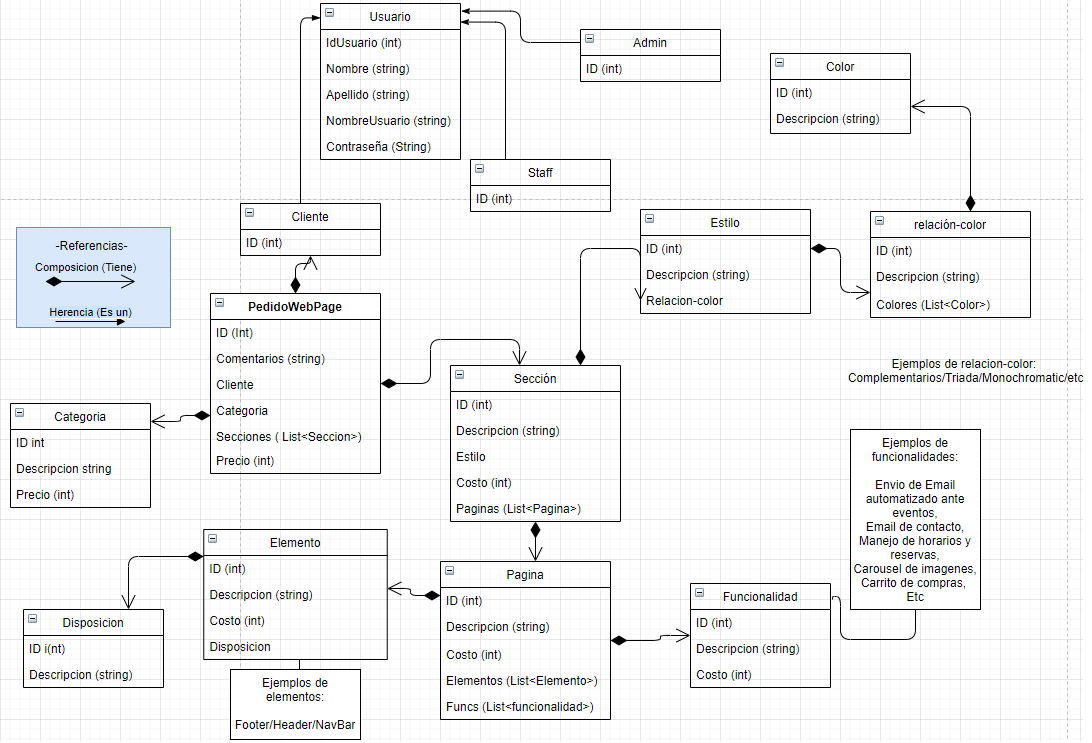 Usuario
IdUsuario (int)
Nombre (string)
Apellido (string)
NombreUsuario (string)
Contraseña (String)
Admin
ID (int)
Color
ID (int)
Descripcion (string)
Staff
ID (int)
Cliente
ID (int)
Estilo
ID (int)
Descripcion (string)
Relacion-color
relación-color
ID (int)
Descripcion (string)
Colores (List<Color>)
-Referencias-
Composicion (Tiene)
Herencia (Es un)
PedidoWebPage
ID (Int)
Comentarios (string)
Cliente
Categoria
Secciones ( List<Seccion>)
Precio (int)
Sección
ID (int)
Descripcion (string)
Estilo
Costo (int)
Paginas (List<Pagina>)
Ejemplos de relacion-color:
Complementarios/Triada/Monochromatic/etc
Categoria
ID int
Descripcion string
Precio (int)
Ejemplos de
funcionalidades:
Envio de Email
automatizado ante
eventos,
Email de contacto,
Manejo de horarios y
reservas,
Carousel de imagenes,
Carrito de compras,
Etc
Elemento
ID (int)
Descripcion (string)
Costo (int)
Disposicion
Pagina
ID (int)
Descripcion (string)
Costo (int)
Elementos (List<Elemento>)
Funcs (List<funcionalidad>)
Funcionalidad
ID (int)
Descripcion (string)
Costo (int)
Disposicion
ID i(nt)
Descripcion (string)
Ejemplos de
elementos:
Footer/Header/NavBar